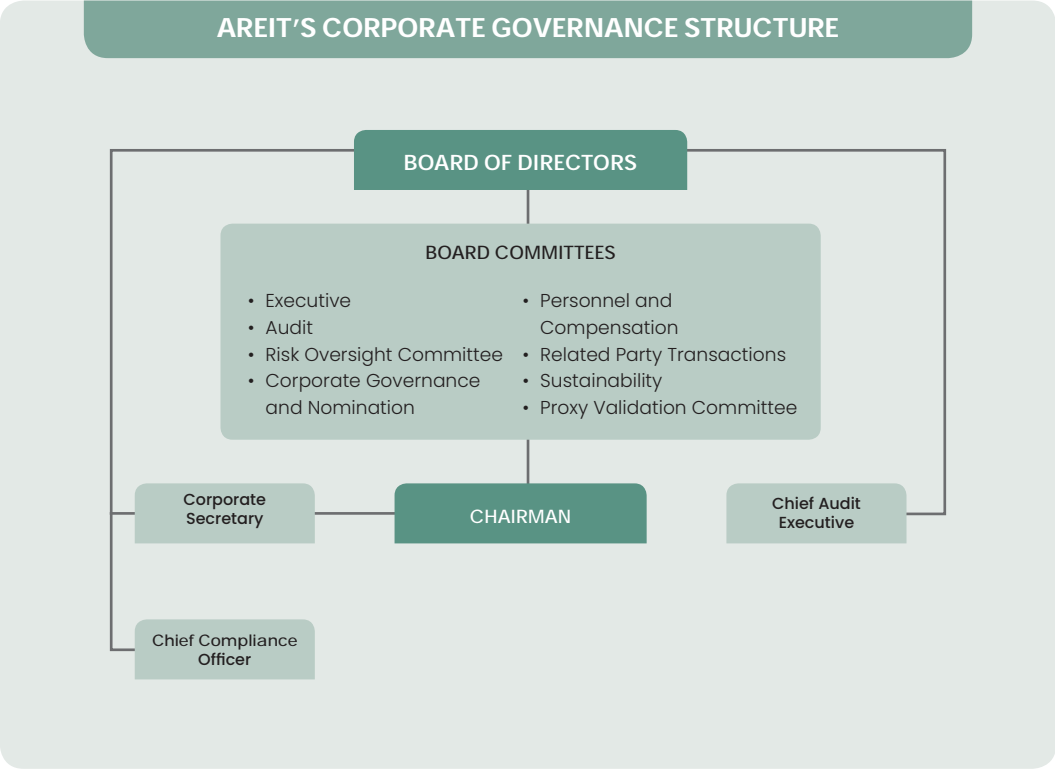 AREIT’S CORPORATE GOVERNANCE STRUCTURE
BOARD OF DIRECTORS
BOARD COMMITTEES
• Executive
• Audit
• Risk Oversight Committee
• Corporate Governance
and Nomination
• Personnel and
Compensation
• Related Party Transactions
• Sustainability
• Proxy Validation Committee
Corporate
Secretary
CHAIRMAN
Chief Audit
Executive
Chief Compliance
Officer